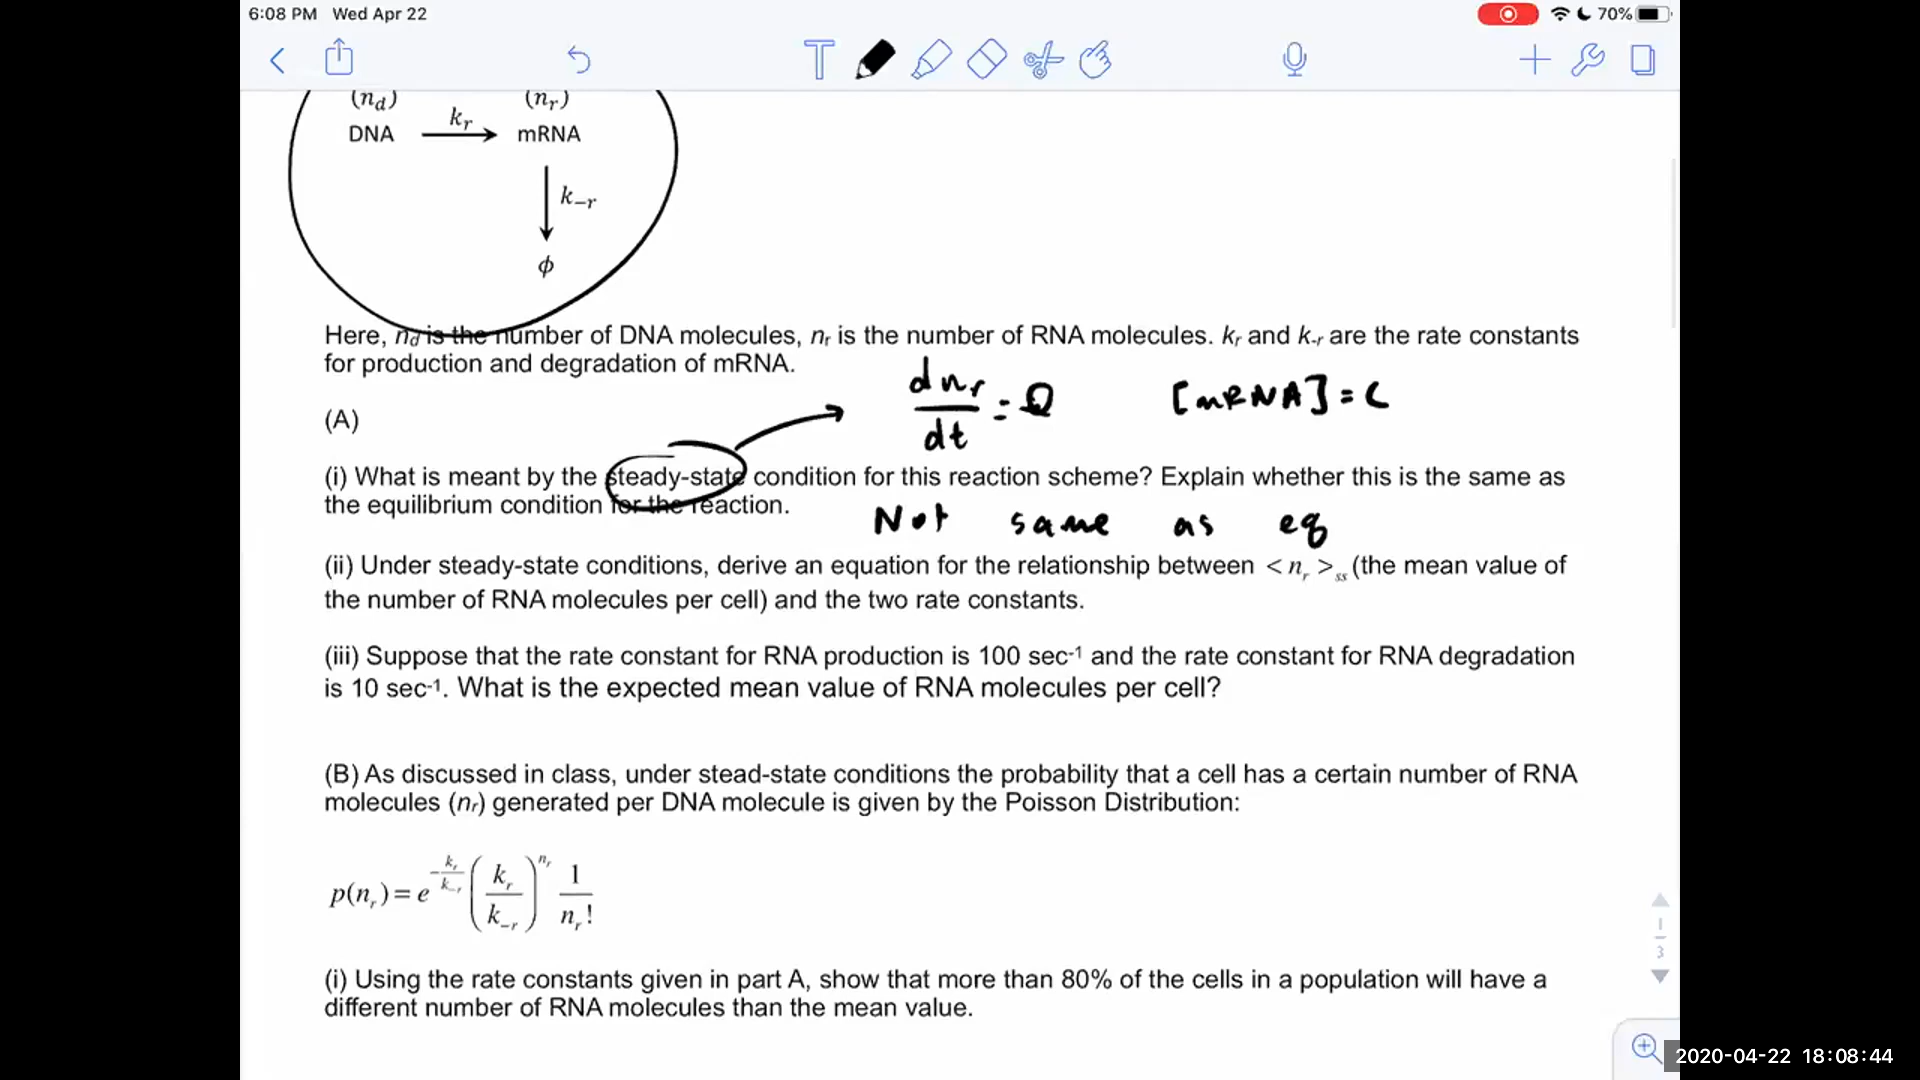 6:08 PM Wed Apr 22
70%
(n_d) (n_r)
DNA k_r mRNA
k_{-r}
ϕ
Here, n_d is the number of DNA molecules, n_r is the number of RNA molecules. k_r and k_{-r} are the rate constants
for production and degradation of mRNA.
dn_r/dt = 0 [mRNA] = C
(A)
(i) What is meant by the steady-state condition for this reaction scheme? Explain whether this is the same as
the equilibrium condition for the reaction.
Not same as eq
(ii) Under steady-state conditions, derive an equation for the relationship between <n_r>_ss (the mean value of
the number of RNA molecules per cell) and the two rate constants.
(iii) Suppose that the rate constant for RNA production is 100 sec⁻¹ and the rate constant for RNA degradation
is 10 sec⁻¹. What is the expected mean value of RNA molecules per cell?
(B) As discussed in class, under stead-state conditions the probability that a cell has a certain number of RNA
molecules (n_r) generated per DNA molecule is given by the Poisson Distribution:
p(n_r) = e^{-k_r/k_{-r}} (k_r/k_{-r})^{n_r} 1/n_r!
(i) Using the rate constants given in part A, show that more than 80% of the cells in a population will have a
different number of RNA molecules than the mean value.
1
3
2020-04-22 18:08:44